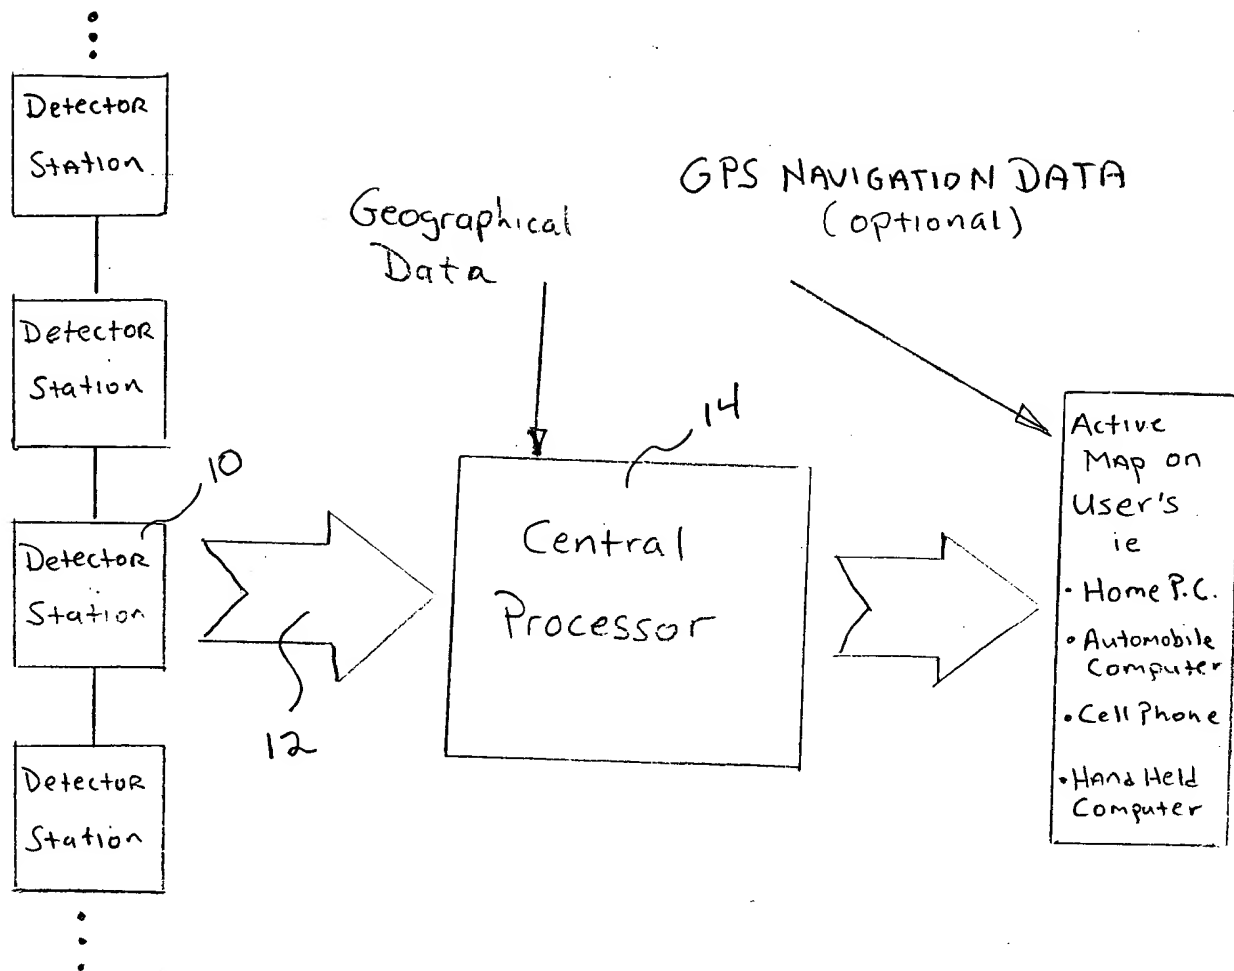 Detector
Station
Detector
Station
10
Detector
Station
12
Detector
Station
Geographical
Data
GPS NAVIGATION DATA
(optional)
14
Central
Processor
Active
Map on
User's
ie
• Home P.C.
• Automobile
Computer
• Cell Phone
• Hand Held
Computer